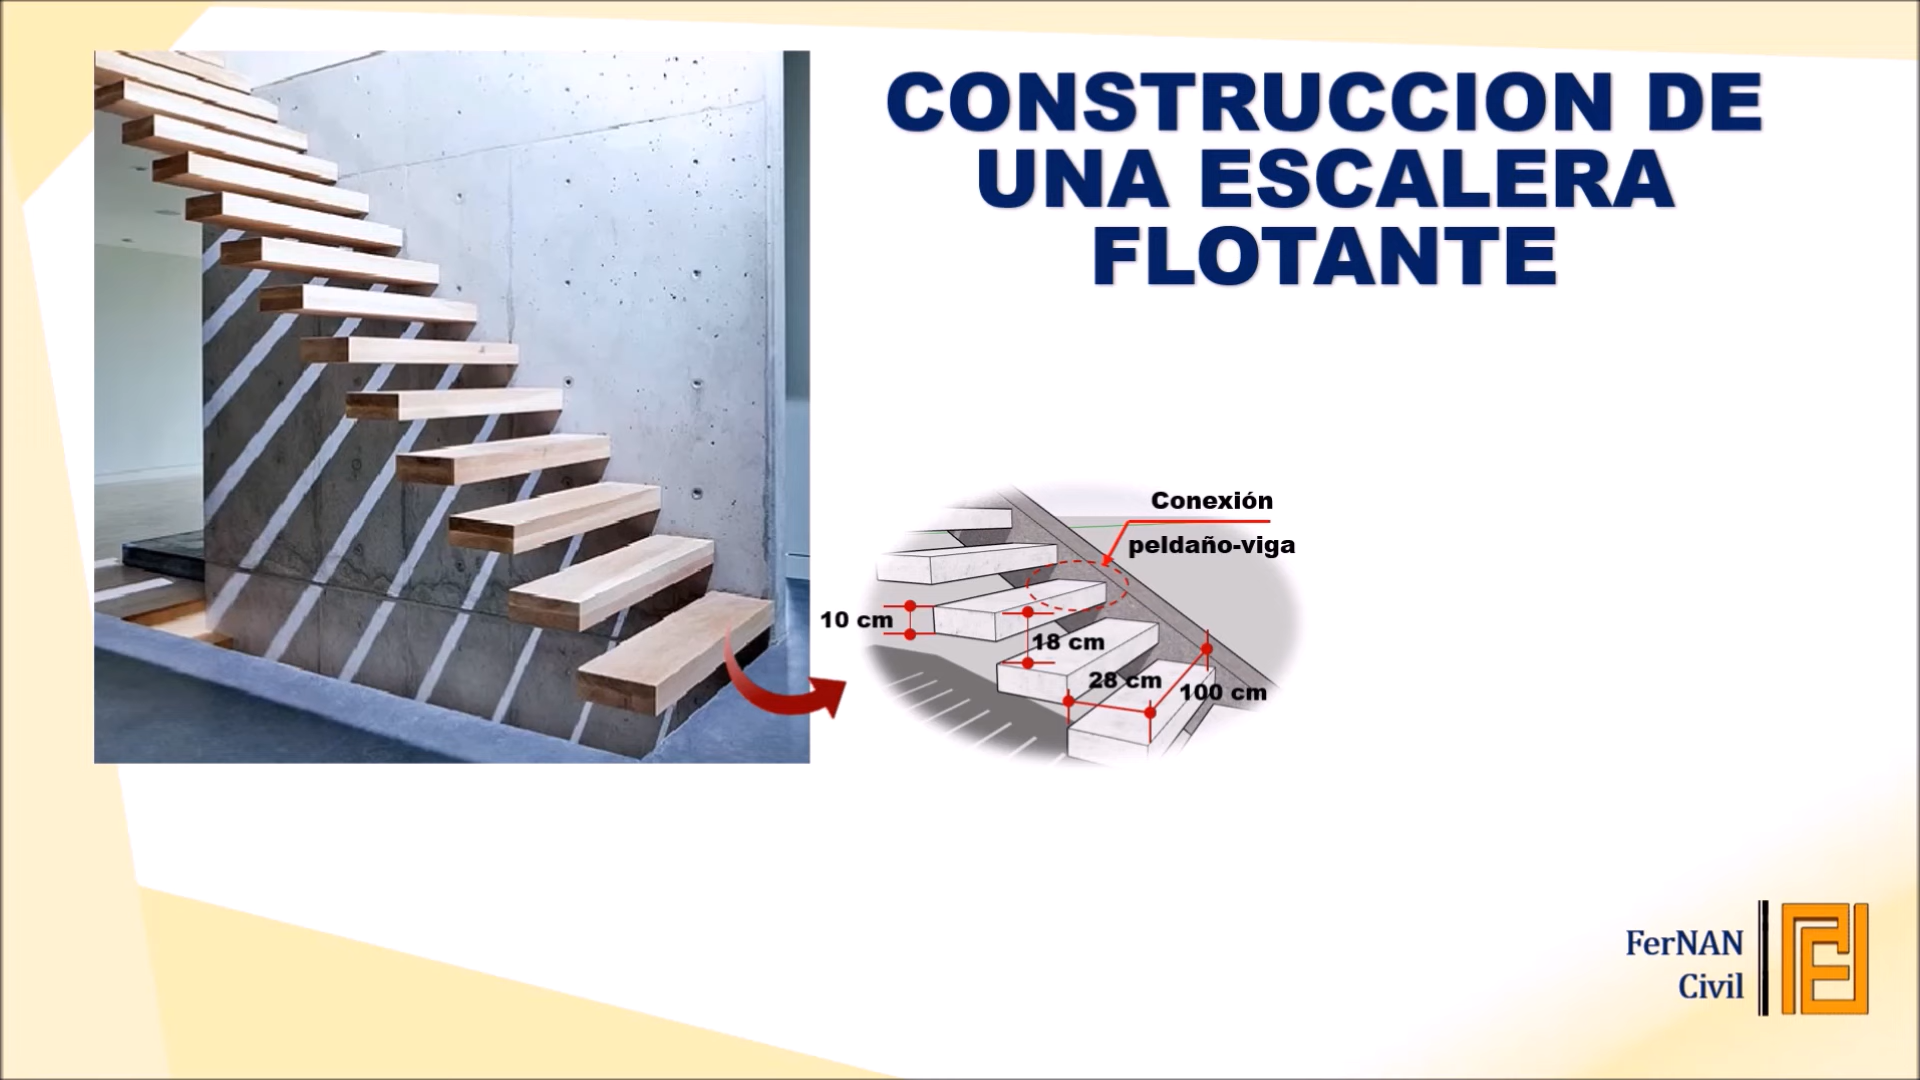 CONSTRUCCION DE
UNA ESCALERA
FLOTANTE
Conexión
peldaño-viga
10 cm
18 cm
28 cm
100 cm
FerNAN
Civil